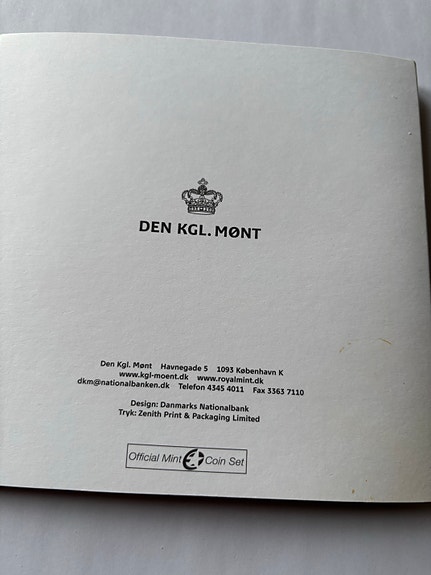 DEN KGL. MØNT
Den Kgl. Mønt Havnegade 5 1093 København K
www.kgl-moent.dk www.royalmint.dk
dkm@nationalbanken.dk Telefon 4345 4011 Fax 3363 7110
Design: Danmarks Nationalbank
Tryk: Zenith Print & Packaging Limited
Official Mint Coin Set